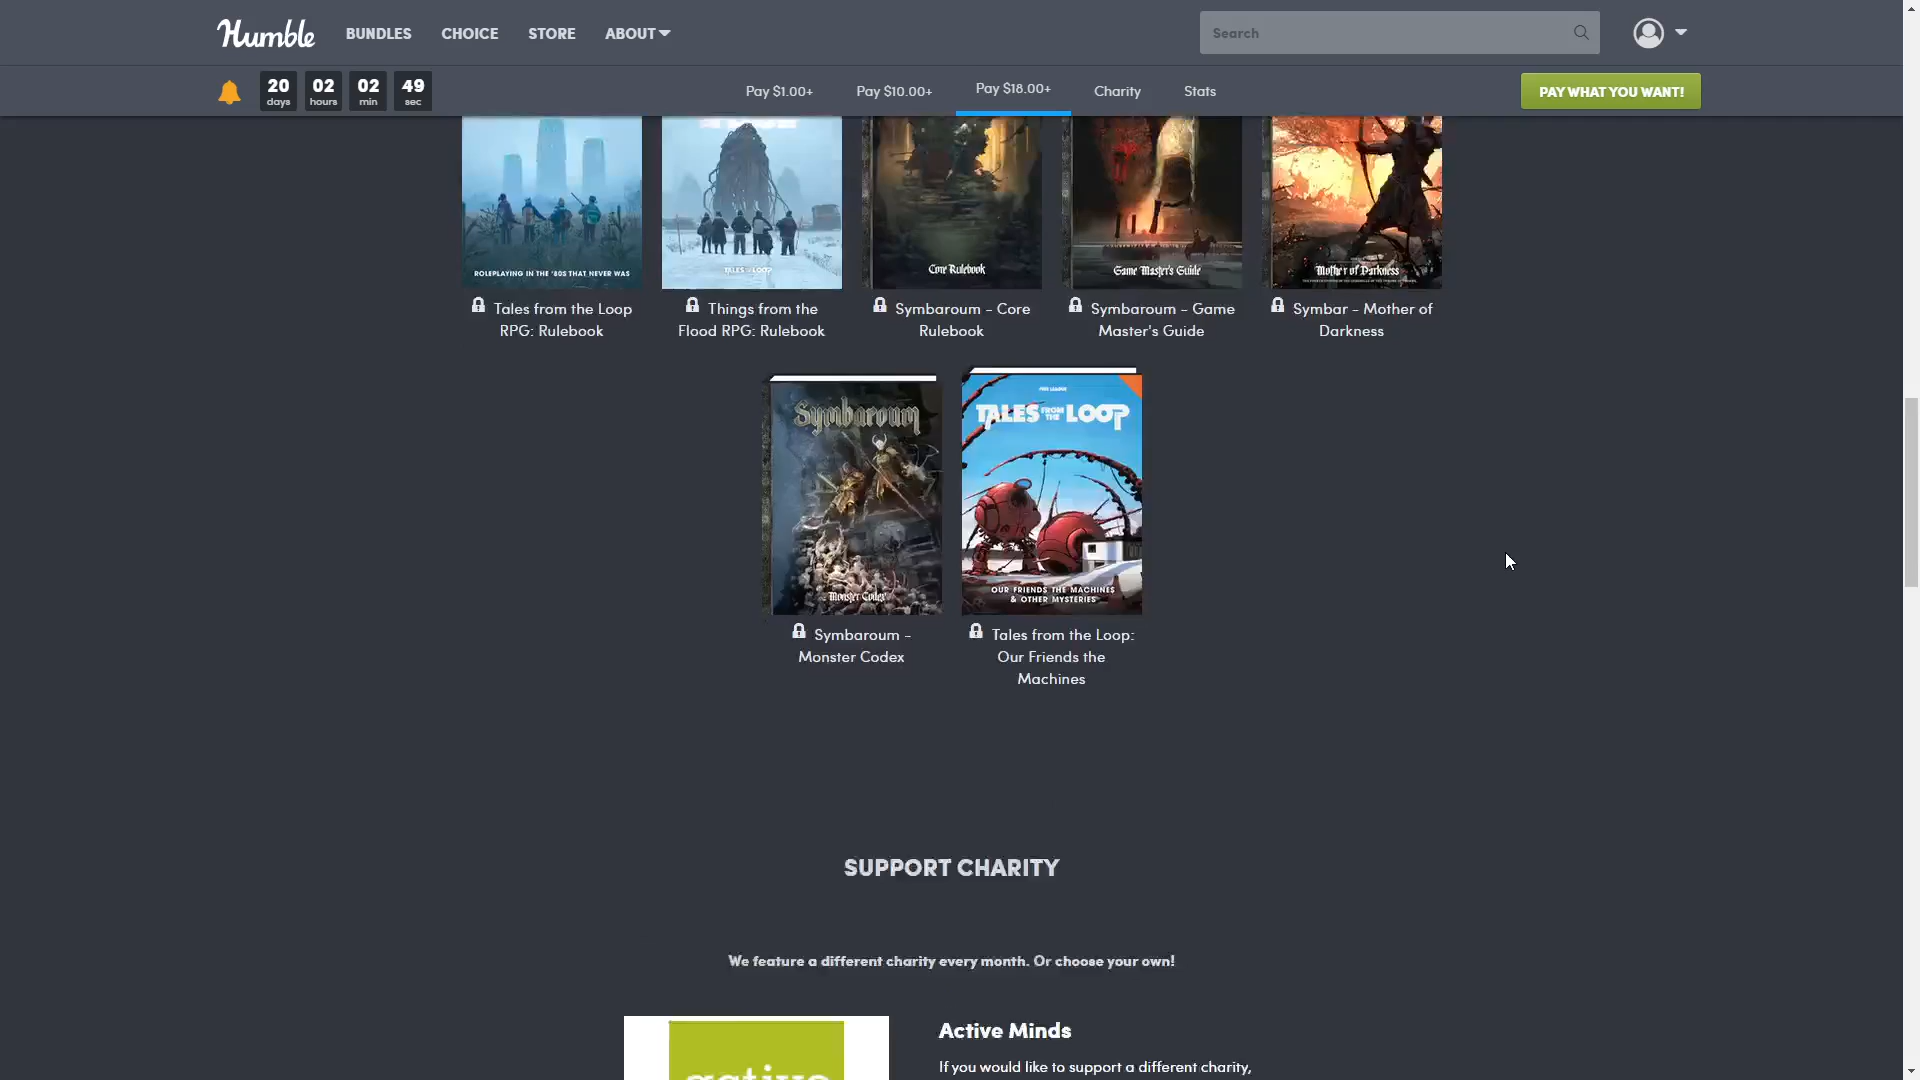 Humble BUNDLES CHOICE STORE ABOUT Search
20 days 02 hours 02 min 49 sec Pay $1.00+ Pay $10.00+ Pay $18.00+ Charity Stats PAY WHAT YOU WANT!
ROLEPLAYING IN THE '80S THAT NEVER WAS
TALES LOOP
Core Rulebook
Game Master's Guide
Mother of Darkness
Tales from the Loop
RPG: Rulebook
Things from the
Flood RPG: Rulebook
Symbaroum - Core
Rulebook
Symbaroum - Game
Master's Guide
Symbar - Mother of
Darkness
Symbaroum
Monster Codex
FREE LEAGUE
TALES FROM THE LOOP
OUR FRIENDS THE MACHINES
& OTHER MYSTERIES
Symbaroum -
Monster Codex
Tales from the Loop:
Our Friends the
Machines
SUPPORT CHARITY
We feature a different charity every month. Or choose your own!
Active Minds
If you would like to support a different charity,